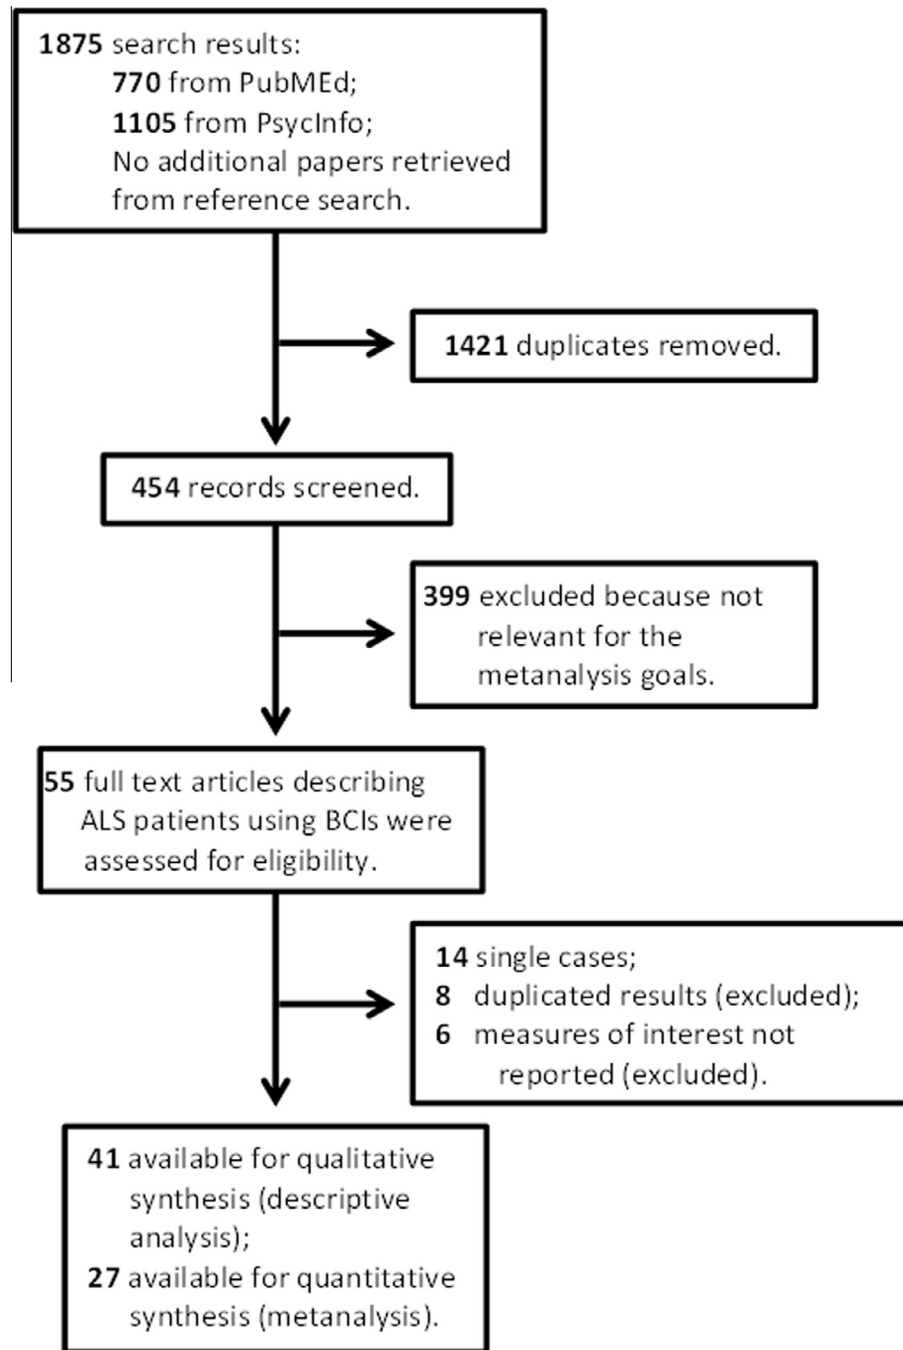 1875 search results:
770 from PubMEd;
1105 from PsycInfo;
No additional papers retrieved
from reference search.
1421 duplicates removed.
454 records screened.
399 excluded because not
relevant for the
metanalysis goals.
55 full text articles describing
ALS patients using BCIs were
assessed for eligibility.
14 single cases;
8 duplicated results (excluded);
6 measures of interest not
reported (excluded).
41 available for qualitative
synthesis (descriptive
analysis);
27 available for quantitative
synthesis (metanalysis).